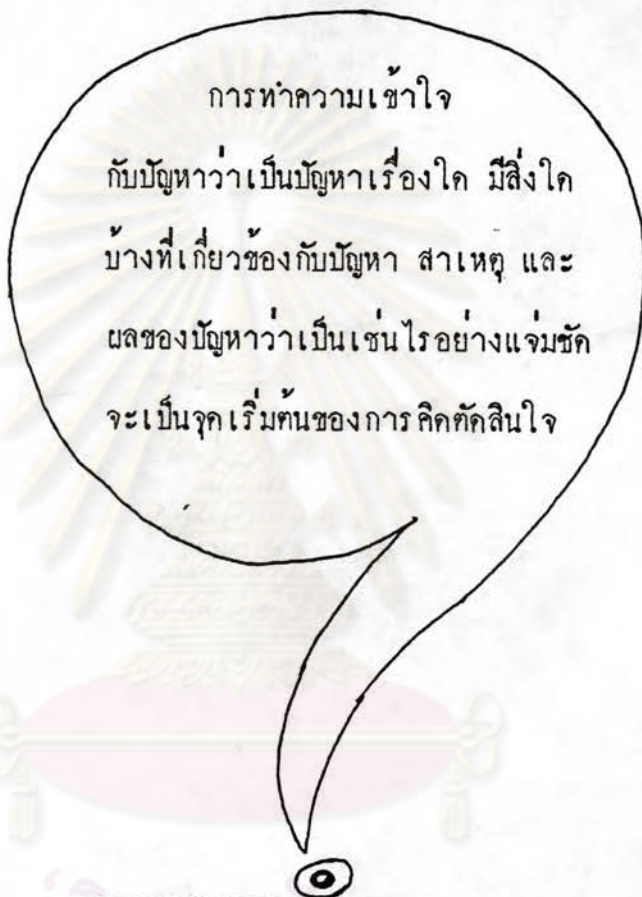 การทำความเข้าใจ
กับปัญหาว่าเป็นปัญหาเรื่องใด มีสิ่งใด
บ้างที่เกี่ยวข้องกับปัญหา สาเหตุ และ
ผลของปัญหาว่าเป็นเช่นไรอย่างแจ่มชัด
จะเป็นจุดเริ่มต้นของการคิดตัดสินใจ